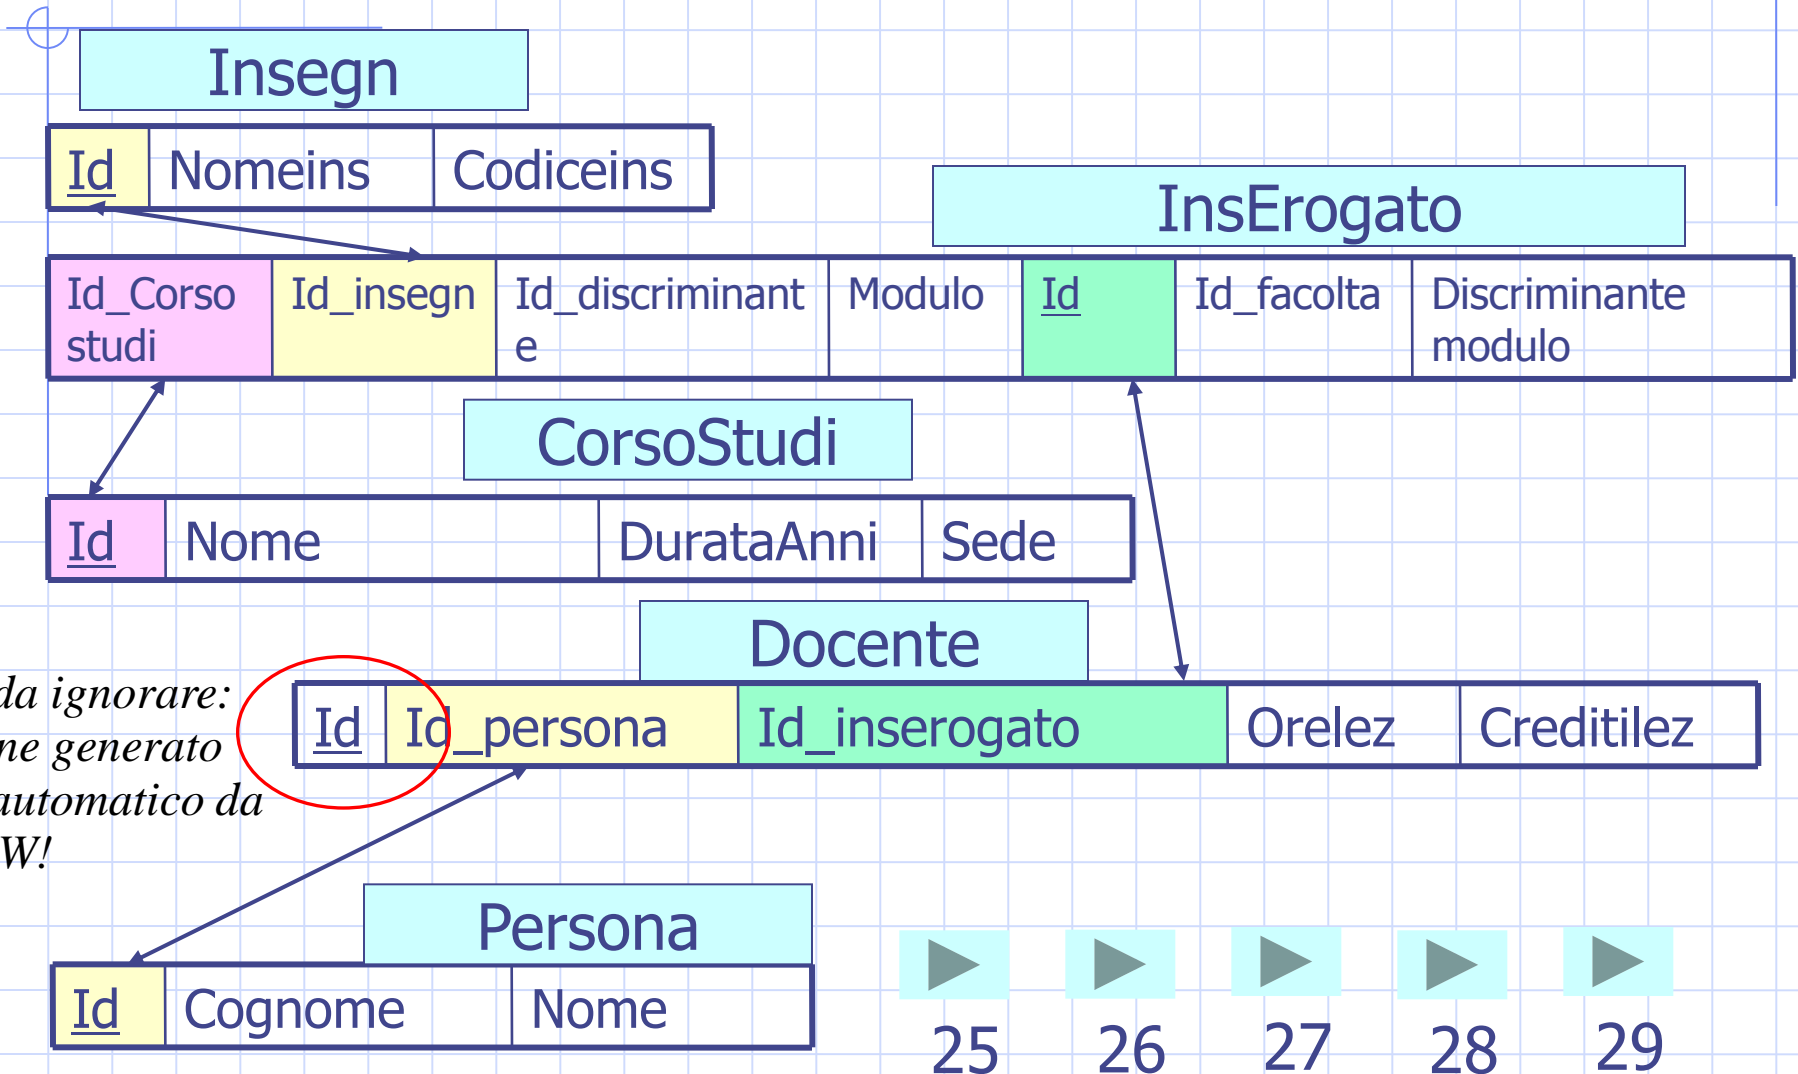 Insegn
Id Nomeins Codiceins
InsErogato
Id_Corso studi Id_insegn Id_discriminante Modulo Id Id_facolta Discriminante modulo
CorsoStudi
Id Nome DurataAnni Sede
Docente
da ignorare:
ne generato
automatico da
W!
Id Id_persona Id_inserogato Orelez Creditilez
Persona
Id Cognome Nome
25 26 27 28 29